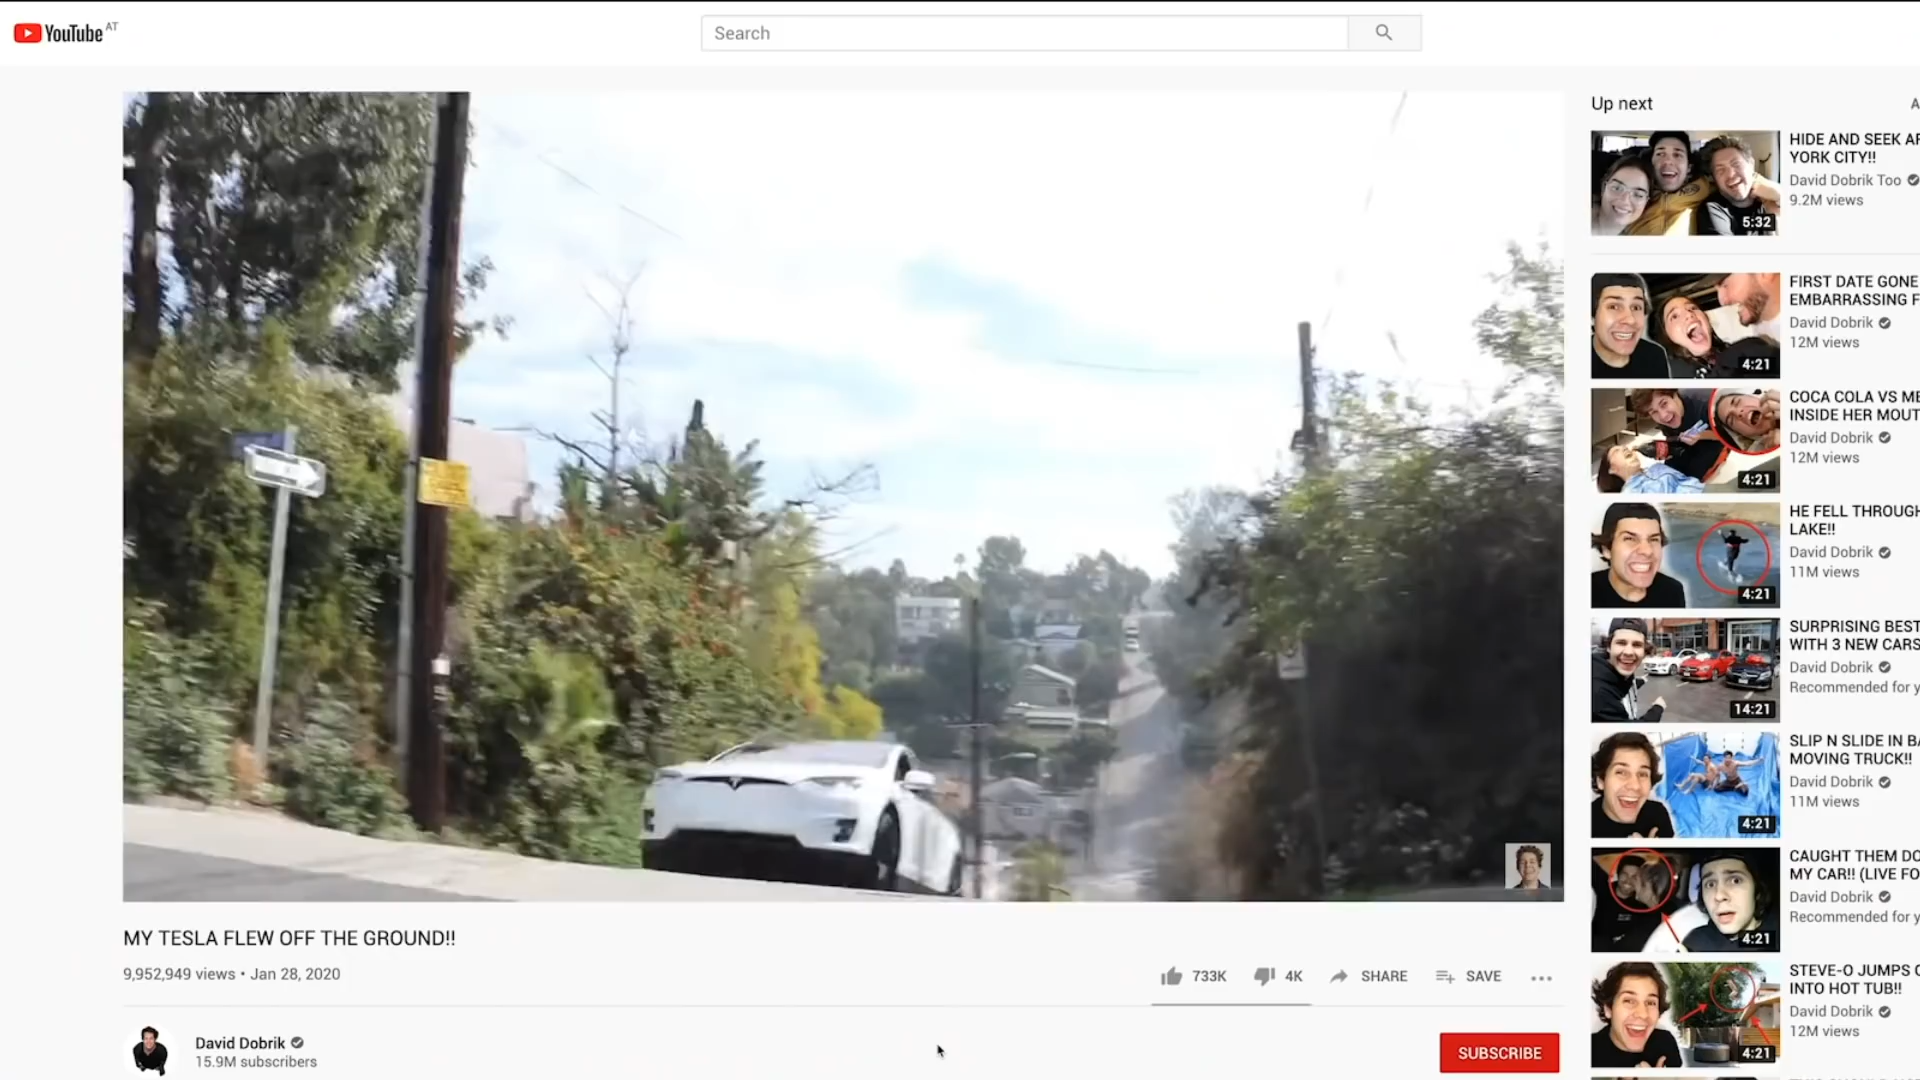 YouTube AT
Search
MY TESLA FLEW OFF THE GROUND!!
9,952,949 views • Jan 28, 2020
733K
4K
SHARE
SAVE
David Dobrik
15.9M subscribers
SUBSCRIBE
Up next
A
HIDE AND SEEK
YORK CITY!!
David Dobrik Too
9.2M views
5:32
FIRST DATE GONE
EMBARRASSING F
David Dobrik
12M views
4:21
COCA COLA VS ME
INSIDE HER MOUT
David Dobrik
12M views
4:21
HE FELL THROUGH
LAKE!!
David Dobrik
11M views
4:21
SURPRISING BEST
WITH 3 NEW CARS
David Dobrik
Recommended for y
14:21
SLIP N SLIDE IN BA
MOVING TRUCK!!
David Dobrik
11M views
4:21
CAUGHT THEM DO
MY CAR!! (LIVE FO
David Dobrik
Recommended for y
4:21
STEVE-O JUMPS
INTO HOT TUB!!
David Dobrik
12M views
4:21